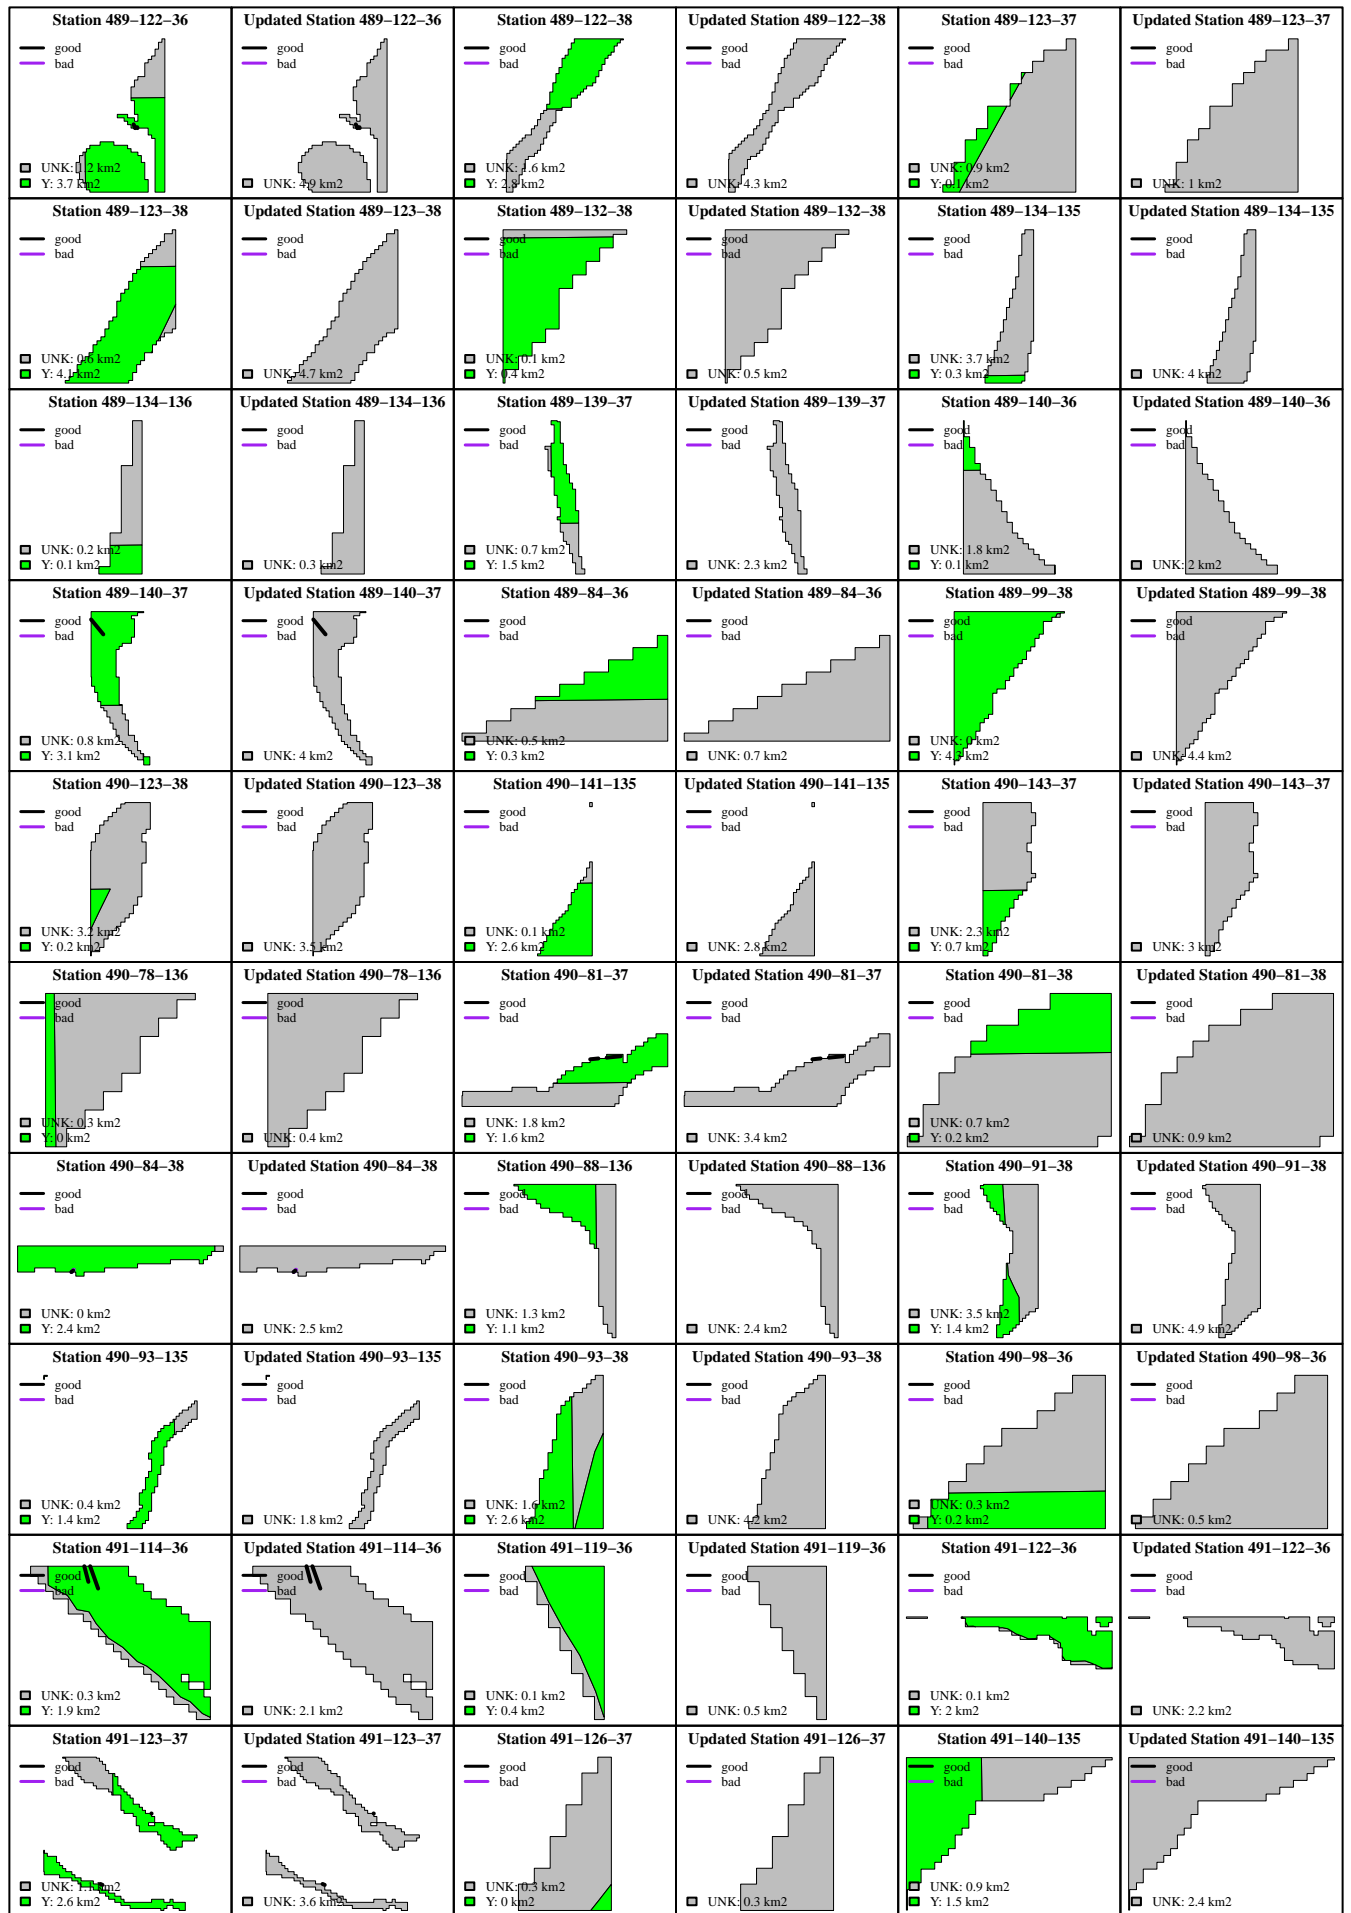 Station 489−122−36
good
bad
UNK: 1.2 km2
Y: 3.7 km2
Updated Station 489−122−36
good
bad
UNK: 4.9 km2
Station 489−122−38
good
bad
UNK: 1.6 km2
Y: 2.8 km2
Updated Station 489−122−38
good
bad
UNK: 4.3 km2
Station 489−123−37
good
bad
UNK: 0.9 km2
Y: 0.1 km2
Updated Station 489−123−37
good
bad
UNK: 1 km2
Station 489−123−38
good
bad
UNK: 0.6 km2
Y: 4.1 km2
Updated Station 489−123−38
good
bad
UNK: 4.7 km2
Station 489−132−38
good
bad
UNK: 0.1 km2
Y: 0.4 km2
Updated Station 489−132−38
good
bad
UNK: 0.5 km2
Station 489−134−135
good
bad
UNK: 3.7 km2
Y: 0.3 km2
Updated Station 489−134−135
good
bad
UNK: 4 km2
Station 489−134−136
good
bad
UNK: 0.2 km2
Y: 0.1 km2
Updated Station 489−134−136
good
bad
UNK: 0.3 km2
Station 489−139−37
good
bad
UNK: 0.7 km2
Y: 1.5 km2
Updated Station 489−139−37
good
bad
UNK: 2.3 km2
Station 489−140−36
good
bad
UNK: 1.8 km2
Y: 0.1 km2
Updated Station 489−140−36
good
bad
UNK: 2 km2
Station 489−140−37
good
bad
UNK: 0.8 km2
Y: 3.1 km2
Updated Station 489−140−37
good
bad
UNK: 4 km2
Station 489−84−36
good
bad
UNK: 0.5 km2
Y: 0.3 km2
Updated Station 489−84−36
good
bad
UNK: 0.7 km2
Station 489−99−38
good
bad
UNK: 0 km2
Y: 4.3 km2
Updated Station 489−99−38
good
bad
UNK: 4.4 km2
Station 490−123−38
good
bad
UNK: 3.2 km2
Y: 0.2 km2
Updated Station 490−123−38
good
bad
UNK: 3.5 km2
Station 490−141−135
good
bad
UNK: 0.1 km2
Y: 2.6 km2
Updated Station 490−141−135
good
bad
UNK: 2.8 km2
Station 490−143−37
good
bad
UNK: 2.3 km2
Y: 0.7 km2
Updated Station 490−143−37
good
bad
UNK: 3 km2
Station 490−78−136
good
bad
UNK: 0.3 km2
Y: 0 km2
Updated Station 490−78−136
good
bad
UNK: 0.4 km2
Station 490−81−37
good
bad
UNK: 1.8 km2
Y: 1.6 km2
Updated Station 490−81−37
good
bad
UNK: 3.4 km2
Station 490−81−38
good
bad
UNK: 0.7 km2
Y: 0.2 km2
Updated Station 490−81−38
good
bad
UNK: 0.9 km2
Station 490−84−38
good
bad
UNK: 0 km2
Y: 2.4 km2
Updated Station 490−84−38
good
bad
UNK: 2.5 km2
Station 490−88−136
good
bad
UNK: 1.3 km2
Y: 1.1 km2
Updated Station 490−88−136
good
bad
UNK: 2.4 km2
Station 490−91−38
good
bad
UNK: 3.5 km2
Y: 1.4 km2
Updated Station 490−91−38
good
bad
UNK: 4.9 km2
Station 490−93−135
good
bad
UNK: 0.4 km2
Y: 1.4 km2
Updated Station 490−93−135
good
bad
UNK: 1.8 km2
Station 490−93−38
good
bad
UNK: 1.6 km2
Y: 2.6 km2
Updated Station 490−93−38
good
bad
UNK: 4.2 km2
Station 490−98−36
good
bad
UNK: 0.3 km2
Y: 0.2 km2
Updated Station 490−98−36
good
bad
UNK: 0.5 km2
Station 491−114−36
good
bad
UNK: 0.3 km2
Y: 1.9 km2
Updated Station 491−114−36
good
bad
UNK: 2.1 km2
Station 491−119−36
good
bad
UNK: 0.1 km2
Y: 0.4 km2
Updated Station 491−119−36
good
bad
UNK: 0.5 km2
Station 491−122−36
good
bad
UNK: 0.1 km2
Y: 2 km2
Updated Station 491−122−36
good
bad
UNK: 2.2 km2
Station 491−123−37
good
bad
UNK: 1.1 km2
Y: 2.6 km2
Updated Station 491−123−37
good
bad
UNK: 3.6 km2
Station 491−126−37
good
bad
UNK: 0.3 km2
Y: 0 km2
Updated Station 491−126−37
good
bad
UNK: 0.3 km2
Station 491−140−135
good
bad
UNK: 0.9 km2
Y: 1.5 km2
Updated Station 491−140−135
good
bad
UNK: 2.4 km2